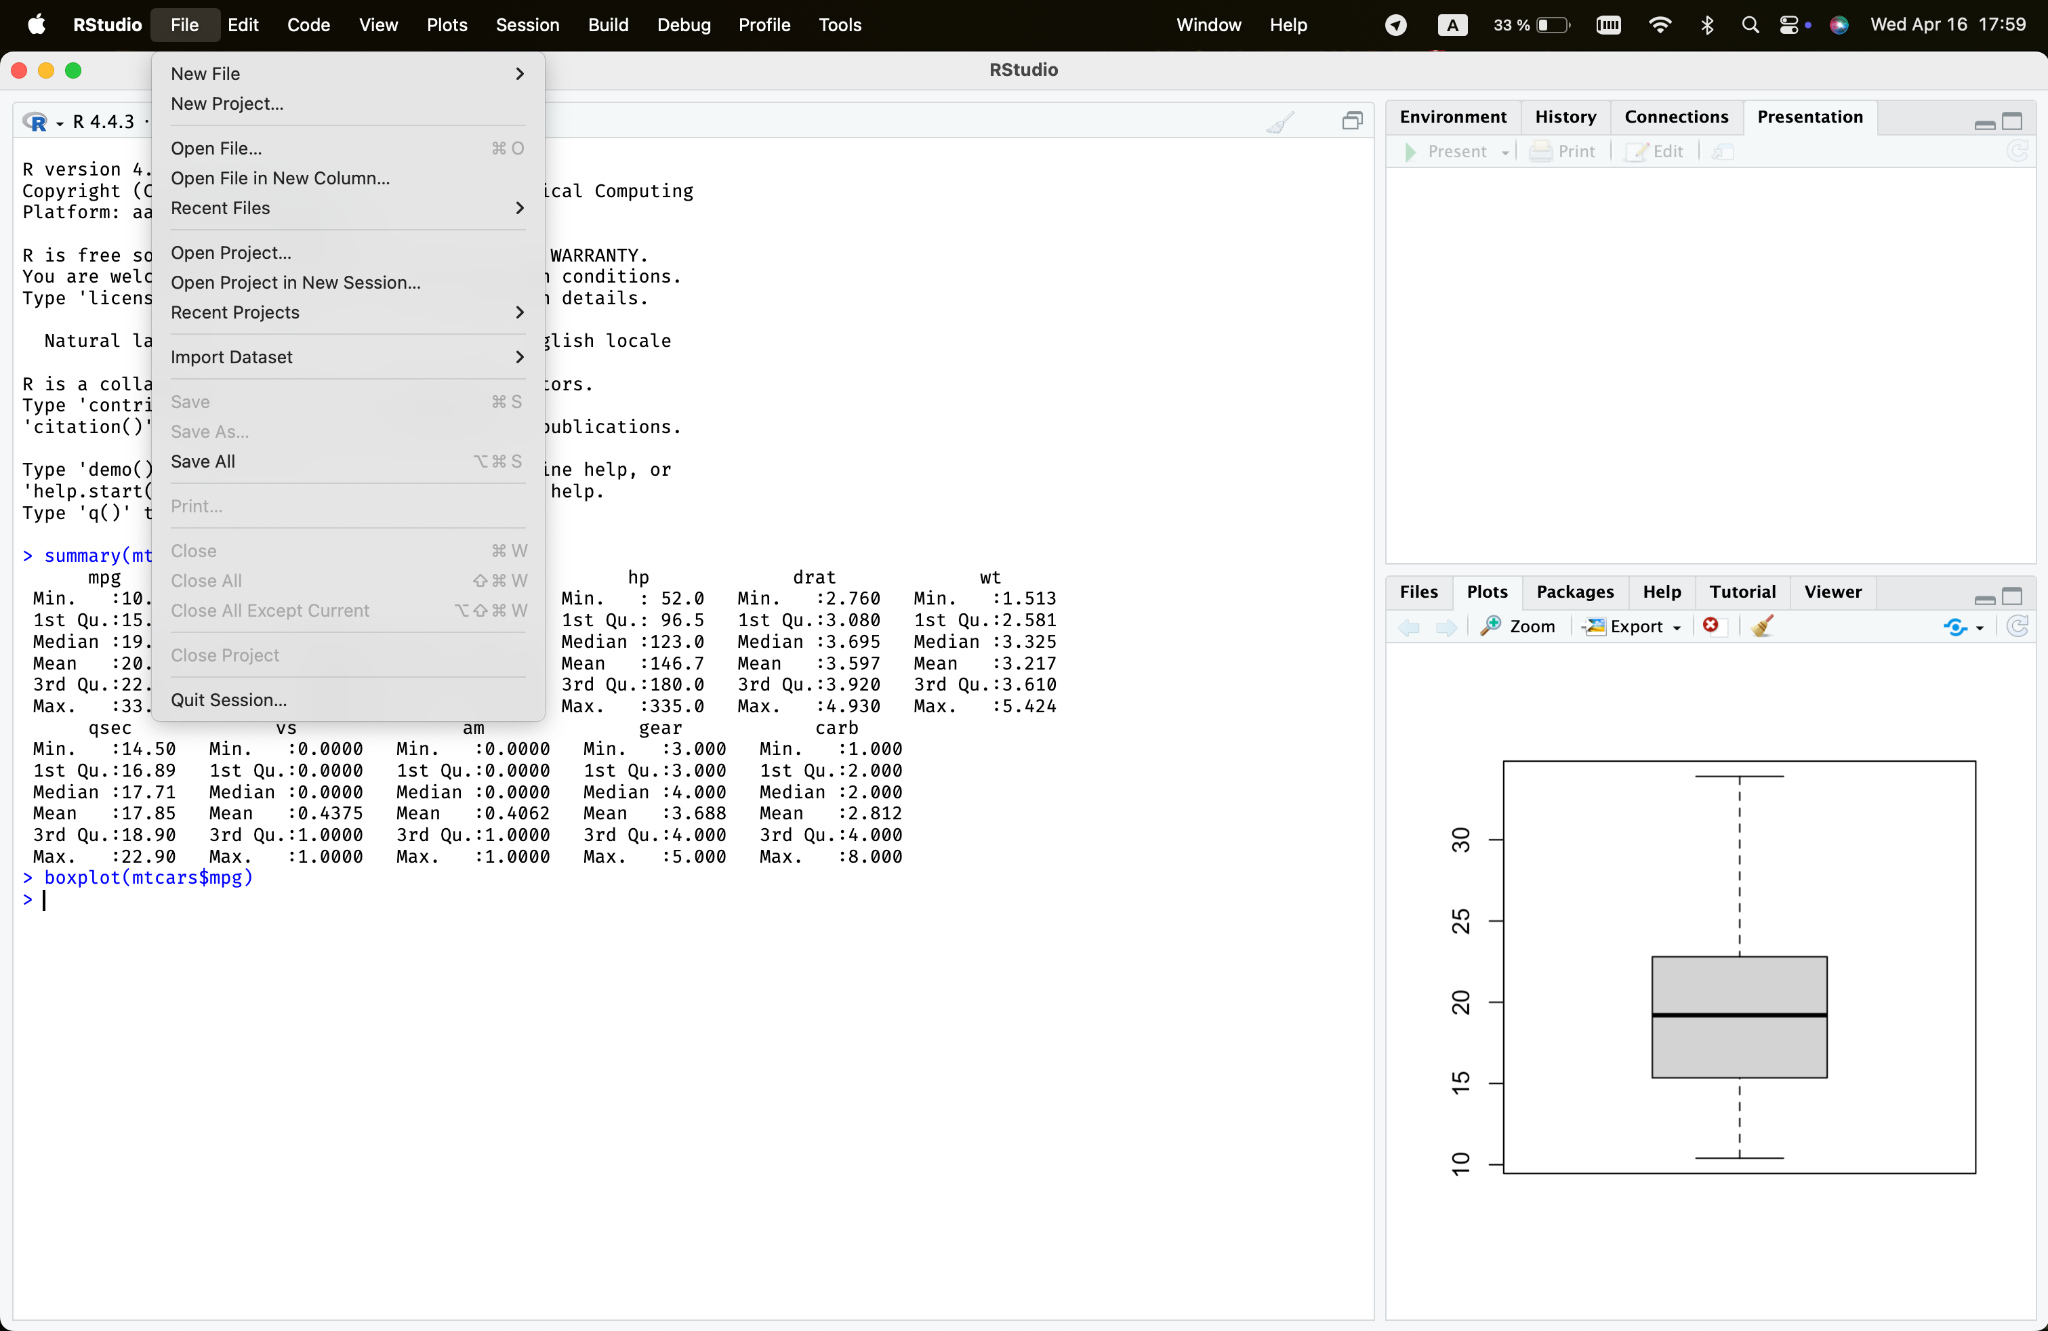 RStudio File Edit Code View Plots Session Build Debug Profile Tools Window Help A 33 % Wed Apr 16 17:59
RStudio
New File
New Project...
Open File... ⌘ O
Open File in New Column...
Recent Files
Open Project...
Open Project in New Session...
Recent Projects
Import Dataset
Save ⌘ S
Save As...
Save All ⌥ ⌘ S
Print...
Close ⌘ W
Close All ⇧ ⌘ W
Close All Except Current ⌥ ⇧ ⌘ W
Close Project
Quit Session...
R 4.4.3 ·
R version 4.
Copyright (C ical Computing
Platform: aa
R is free so WARRANTY.
You are welc conditions.
Type 'licens details.
Natural la glish locale
R is a colla tors.
Type 'contri
'citation()' publications.
Type 'demo() ine help, or
'help.start( help.
Type 'q()' t
> summary(mt
mpg hp drat wt
Min. :10. Min. : 52.0 Min. :2.760 Min. :1.513
1st Qu.:15. 1st Qu.: 96.5 1st Qu.:3.080 1st Qu.:2.581
Median :19. Median :123.0 Median :3.695 Median :3.325
Mean :20. Mean :146.7 Mean :3.597 Mean :3.217
3rd Qu.:22. 3rd Qu.:180.0 3rd Qu.:3.920 3rd Qu.:3.610
Max. :33. Max. :335.0 Max. :4.930 Max. :5.424
qsec vs am gear carb
Min. :14.50 Min. :0.0000 Min. :0.0000 Min. :3.000 Min. :1.000
1st Qu.:16.89 1st Qu.:0.0000 1st Qu.:0.0000 1st Qu.:3.000 1st Qu.:2.000
Median :17.71 Median :0.0000 Median :0.0000 Median :4.000 Median :2.000
Mean :17.85 Mean :0.4375 Mean :0.4062 Mean :3.688 Mean :2.812
3rd Qu.:18.90 3rd Qu.:1.0000 3rd Qu.:1.0000 3rd Qu.:4.000 3rd Qu.:4.000
Max. :22.90 Max. :1.0000 Max. :1.0000 Max. :5.000 Max. :8.000
> boxplot(mtcars$mpg)
>
Environment History Connections Presentation
Present Print Edit
Files Plots Packages Help Tutorial Viewer
Zoom Export
30
25
20
15
10